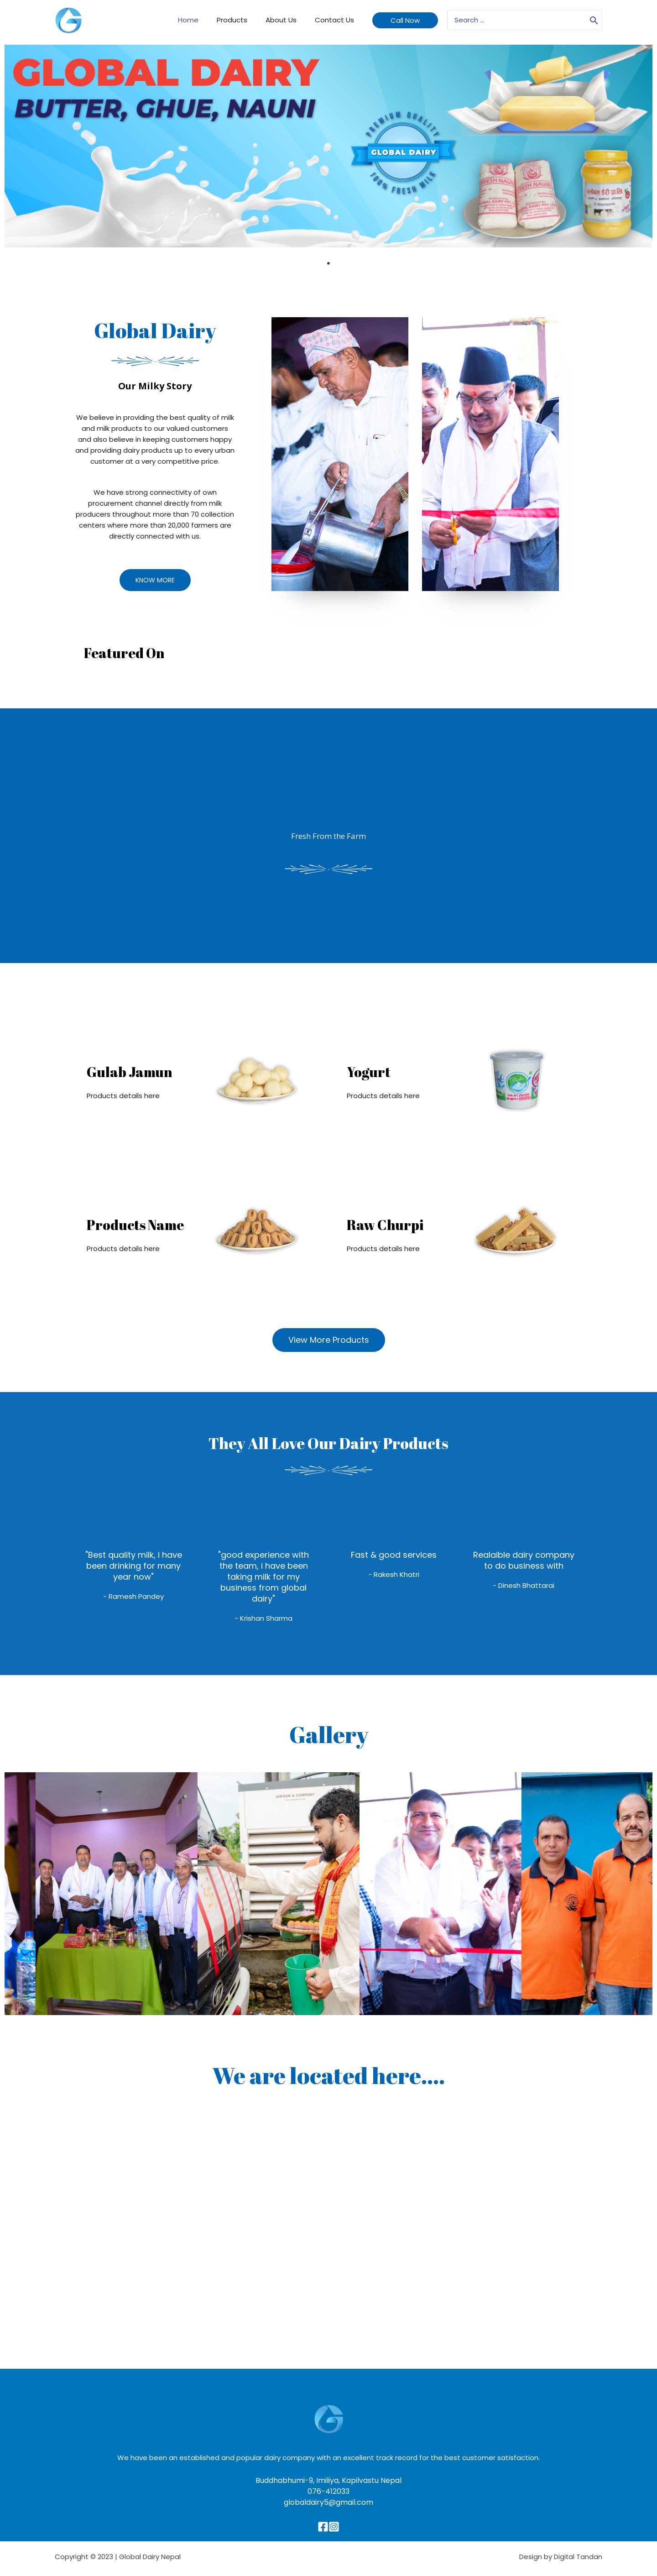 Home Products About Us Contact Us Call Now Search ...
GLOBAL DAIRY
BUTTER, GHUE, NAUNI
PREMIUM QUALITY
GLOBAL DAIRY
100% FRESH MILK
Global Dairy
Our Milky Story
We believe in providing the best quality of milk
and milk products to our valued customers
and also believe in keeping customers happy
and providing dairy products up to every urban
customer at a very competitive price.
We have strong connectivity of own
procurement channel directly from milk
producers throughout more than 70 collection
centers where more than 20,000 farmers are
directly connected with us.
KNOW MORE
Featured On
Fresh From the Farm
Gulab Jamun
Products details here
Yogurt
Products details here
Products Name
Products details here
Raw Churpi
Products details here
View More Products
They All Love Our Dairy Products
"Best quality milk, i have
been drinking for many
year now"
- Ramesh Pandey
"good experience with
the team, i have been
taking milk for my
business from global
dairy"
- Krishan Sharma
Fast & good services
- Rakesh Khatri
Realaible dairy company
to do business with
- Dinesh Bhattarai
Gallery
We are located here....
We have been an established and popular dairy company with an excellent track record for the best customer satisfaction.
Buddhabhumi-9, Imiliya, Kapilvastu Nepal
076-412033
globaldairy5@gmail.com
Copyright © 2023 | Global Dairy Nepal
Design by Digital Tandan